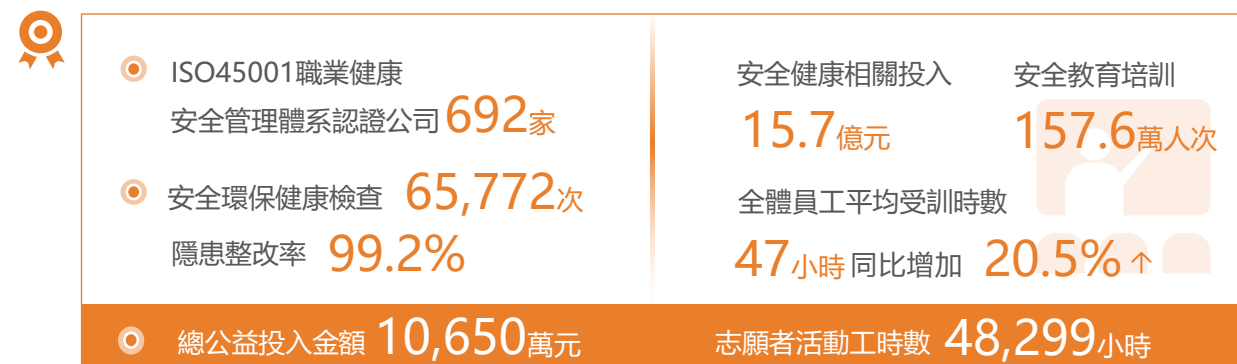 ISO45001職業健康
安全管理體系認證公司 692家
安全環保健康檢查 65,772次
隱患整改率 99.2%
安全健康相關投入
15.7億元
安全教育培訓
157.6萬人次
全體員工平均受訓時數
47小時 同比增加 20.5% ↑
總公益投入金額 10,650萬元
志願者活動工時數 48,299小時